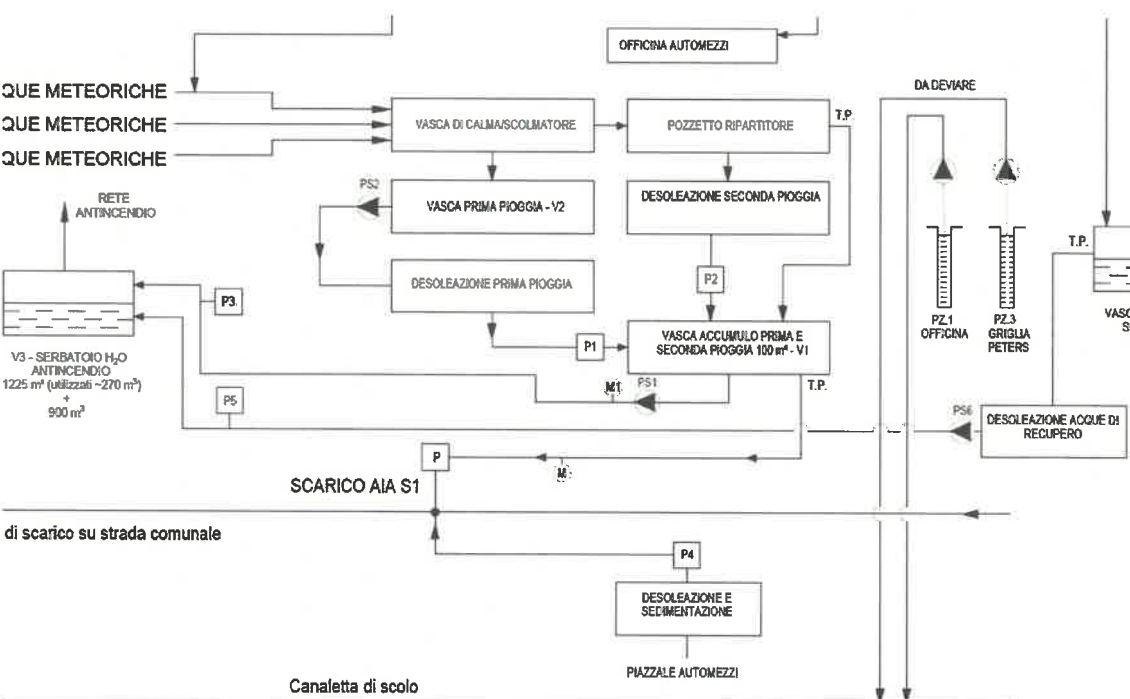 OFFICINA AUTOMEZZI
DA DEVIARE
QUE METEORICHE
QUE METEORICHE
QUE METEORICHE
VASCA DI CALMA/SCOLMATORE
POZZETTO RIPARTITORE
T.P.
RETE
ANTINCENDIO
PS2
VASCA PRIMA PIOGGIA - V2
DESOLEAZIONE SECONDA PIOGGIA
T.P.
DESOLEAZIONE PRIMA PIOGGIA
P2
P3
PZ.1
OFFICINA
PZ.3
GRIGLIA
PETERS
VASC
S
V3 - SERBATOIO H₂O
ANTINCENDIO
1225 m³ (utilizzati ~270 m³)
+
900 m³
P1
VASCA ACCUMULO PRIMA E
SECONDA PIOGGIA 100 m³ - V1
M1
PS1
T.P.
P5
PS6
DESOLEAZIONE ACQUE DI
RECUPERO
P
M
SCARICO AIA S1
di scarico su strada comunale
P4
DESOLEAZIONE E
SEDIMENTAZIONE
PIAZZALE AUTOMEZZI
Canaletta di scolo